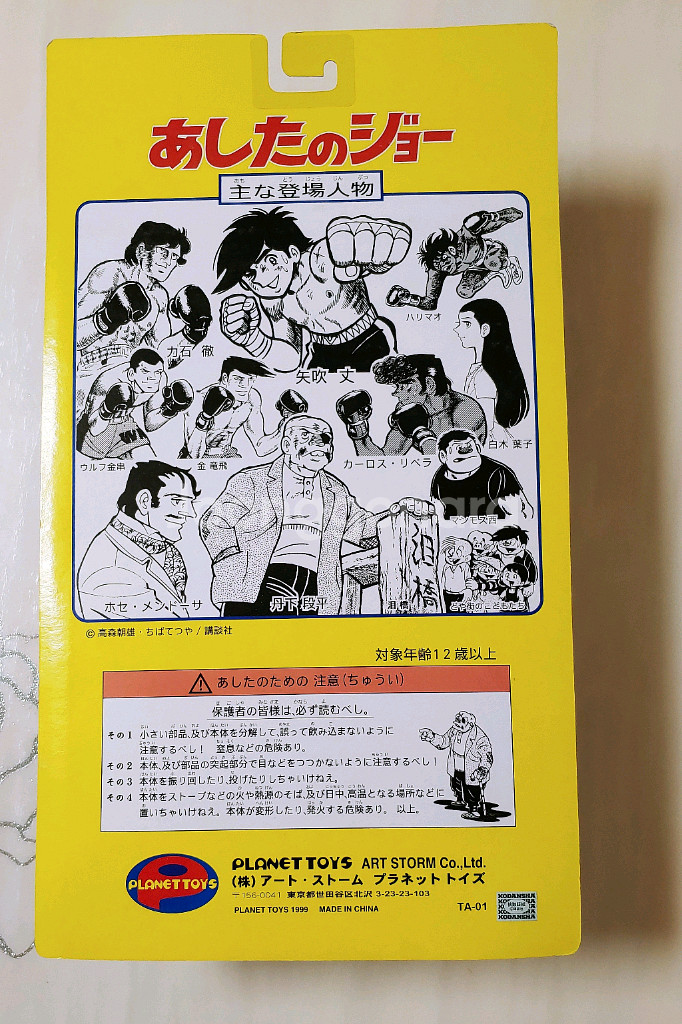 あしたのジョー
主な登場人物
ハリマオ
力石 徹
矢吹 丈
白木 葉子
ウルフ金串
金 竜飛
カーロス・リベラ
マンモス西
泪橋
ホセ・メンドーサ
丹下 段平
泪橋
どや街のこどもたち
© 高森朝雄・ちばてつや / 講談社
対象年齢12歳以上
あしたのための 注意(ちゅうい)
保護者の皆様は、必ず読むべし。
その1 小さい部品、及び本体を分解して、誤って飲み込まないように
注意するべし! 窒息などの危険あり。
その2 本体、及び部品の突起部分で目などをつつかないように注意するべし!
その3 本体を振り回したり、投げたりしちゃいけねえ。
その4 本体をストーブなどの火や熱源のそば、及び日中、高温となる場所などに
置いちゃいけねえ。本体が変形したり、発火する危険あり。 以上。
PLANET TOYS
PLANET TOYS ART STORM Co.,Ltd.
(株)アート・ストーム プラネットトイズ
〒156-0041 東京都世田谷区北沢 3-23-23-103
PLANET TOYS 1999 MADE IN CHINA
TA-01
KODANSHA
KODANSHA